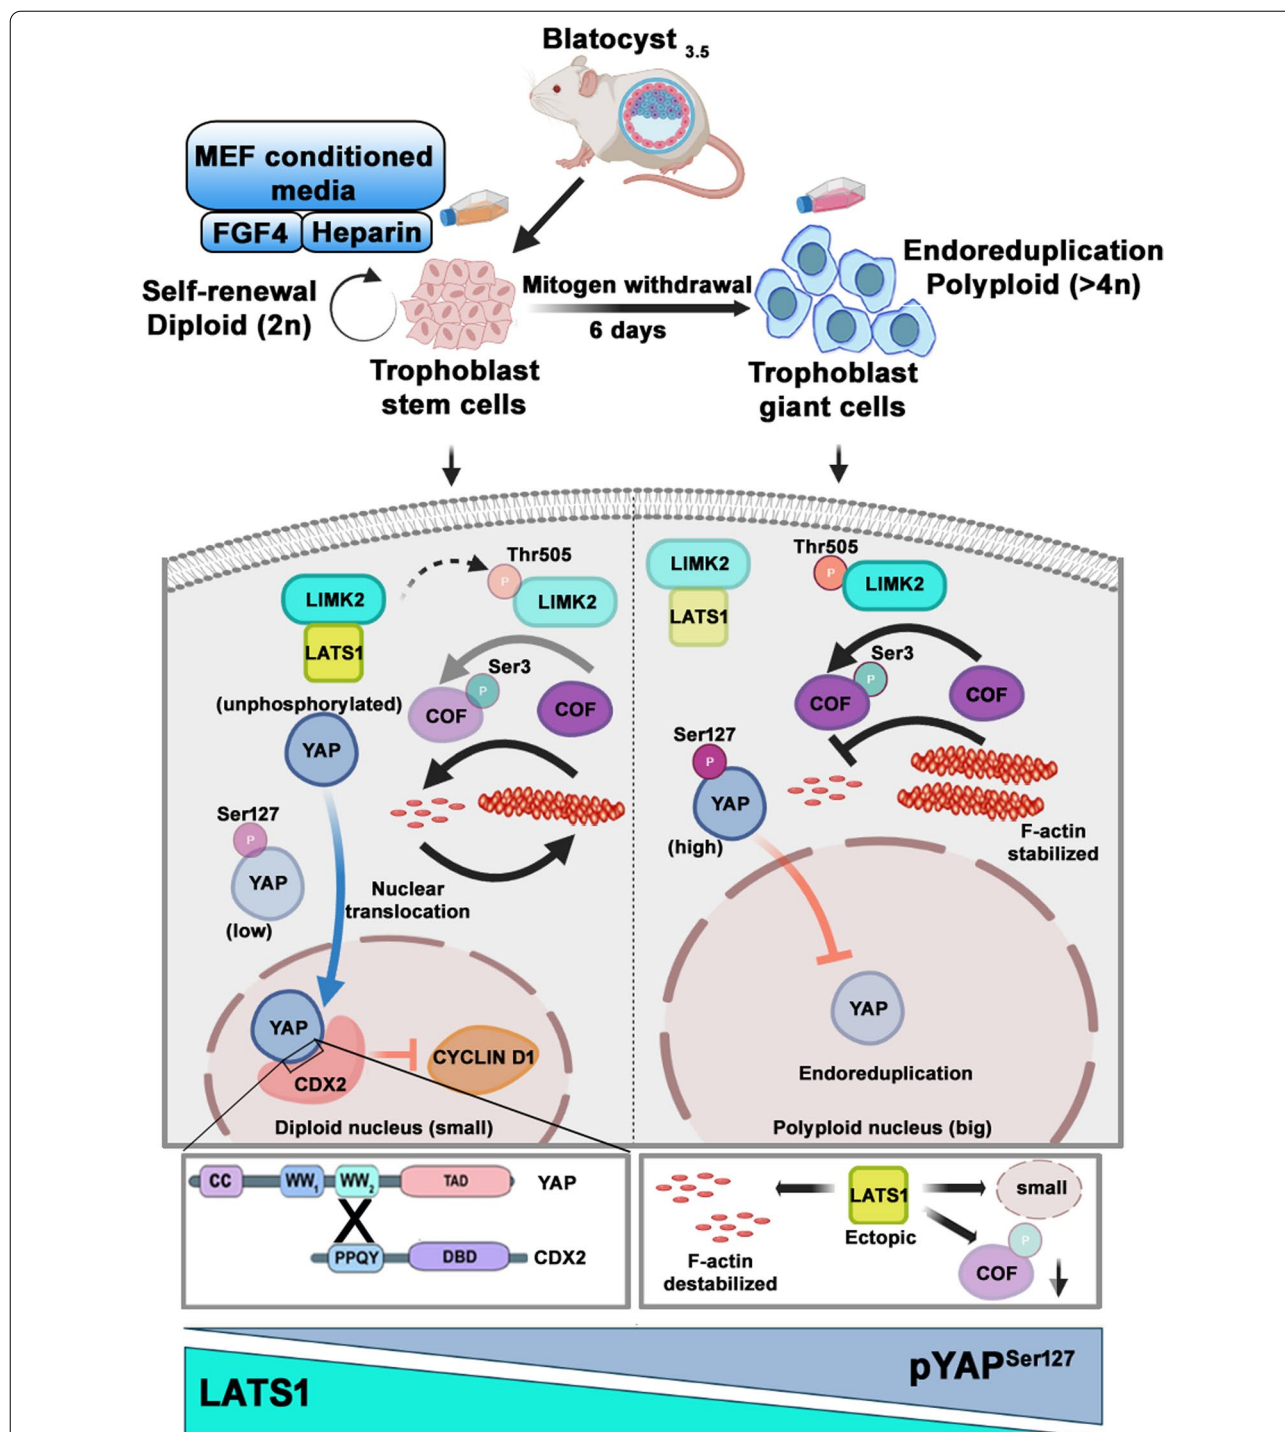 Blatocyst 3.5
MEF conditioned
media
FGF4 Heparin
Self-renewal
Diploid (2n)
Mitogen withdrawal
6 days
Endoreduplication
Polyploid (>4n)
Trophoblast
stem cells
Trophoblast
giant cells
LIMK2
LATS1
(unphosphorylated)
YAP
Thr505
P
LIMK2
Ser3
P
COF
COF
Ser127
P
YAP
(low)
Nuclear
translocation
YAP
CDX2
CYCLIN D1
Diploid nucleus (small)
LIMK2
LATS1
Thr505
P
LIMK2
Ser3
P
COF
COF
Ser127
P
YAP
(high)
F-actin
stabilized
YAP
Endoreduplication
Polyploid nucleus (big)
CC WW1 WW2 TAD YAP
PPQY DBD CDX2
F-actin
destabilized
LATS1
Ectopic
small
P
COF
pYAPSer127
LATS1